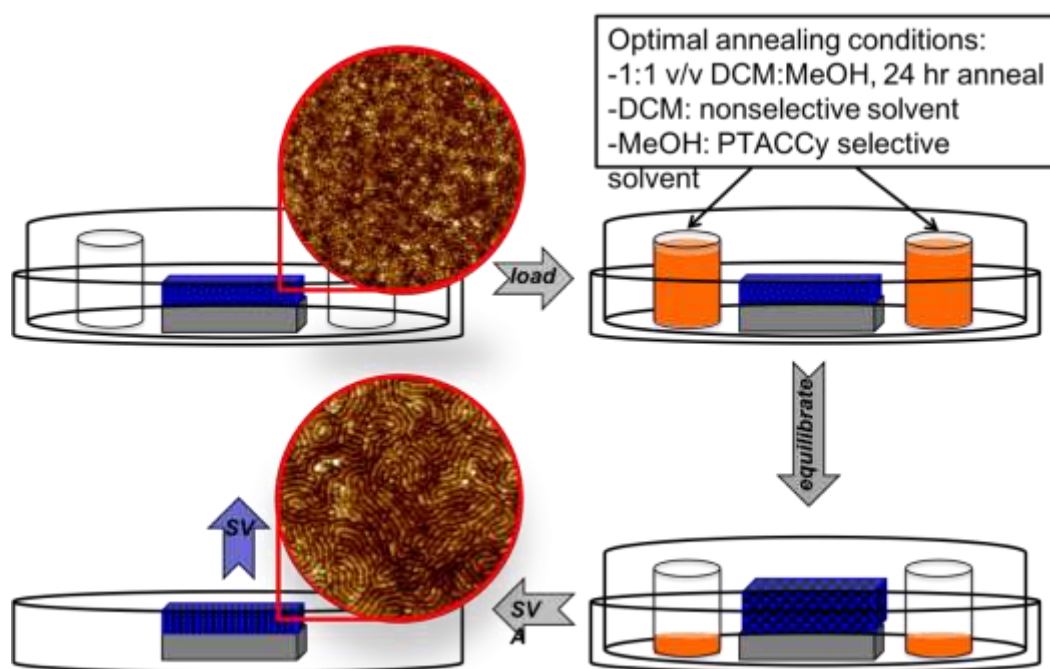 Optimal annealing conditions:
-1:1 v/v DCM:MeOH, 24 hr anneal
-DCM: nonselective solvent
-MeOH: PTACCy selective
solvent
load
equilibrate
SV
SV
A